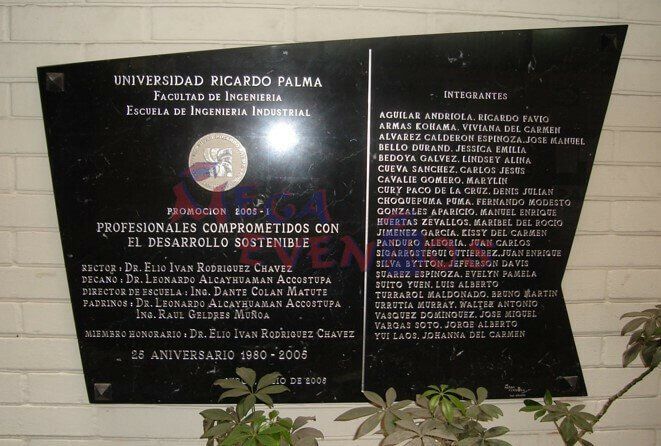 UNIVERSIDAD RICARDO PALMA
FACULTAD DE INGENIERIA
ESCUELA DE INGENIERIA INDUSTRIAL
PROMOCION 2005 - I
PROFESIONALES COMPROMETIDOS CON
EL DESARROLLO SOSTENIBLE
RECTOR : DR. ELIO IVAN RODRIGUEZ CHAVEZ
DECANO : DR. LEONARDO ALCAYHUAMAN ACCOSTUPA
DIRECTOR DE ESCUELA : ING. DANTE COLAN MATUTE
PADRINOS : DR. LEONARDO ALCAYHUAMAN ACCOSTUPA
ING. RAUL GELDRES MUÑOA
MIEMBRO HONORARIO : DR. ELIO IVAN RODRIGUEZ CHAVEZ
25 ANIVERSARIO 1980 - 2005
DE 2006
INTEGRANTES
AGUILAR ANDRIOLA, RICARDO FAVIO
ARMAS KOHAMA, VIVIANA DEL CARMEN
ALVAREZ CALDERON ESPINOZA, JOSE MANUEL
BELLO DURAND, JESSICA EMILIA
BEDOYA GALVEZ, LINDSEY ALINA
CUEVA SANCHEZ, CARLOS JESUS
CAVALIE GOMERO, MARYLIN
CURY PACO DE LA CRUZ, DENIS JULIAN
CHOQUEPUMA PUMA, FERNANDO MODESTO
GONZALES APARICIO, MANUEL ENRIQUE
HUERTAS ZEVALLOS, MARIBEL DEL ROCIO
JIMENEZ GARCIA, KISSY DEL CARMEN
PANDURO ALEGRIA, JUAN CARLOS
SIGARROSTEGUI GUTIERREZ, JUAN ENRIQUE
SILVA BYTTON, JEFFERSON DAVIS
SUAREZ ESPINOZA, EVELYN PAMELA
SUITO YUEN, LUIS ALBERTO
TURRAROL MALDONADO, BRUNO MARTIN
URRUTIA MURRAY, WALTER ANTONIO
VASQUEZ DOMINGUEZ, JOSE MIGUEL
VARGAS SOTO, JORGE ALBERTO
YUI LAOS, JOHANNA DEL CARMEN
MEGA
EVENTOS